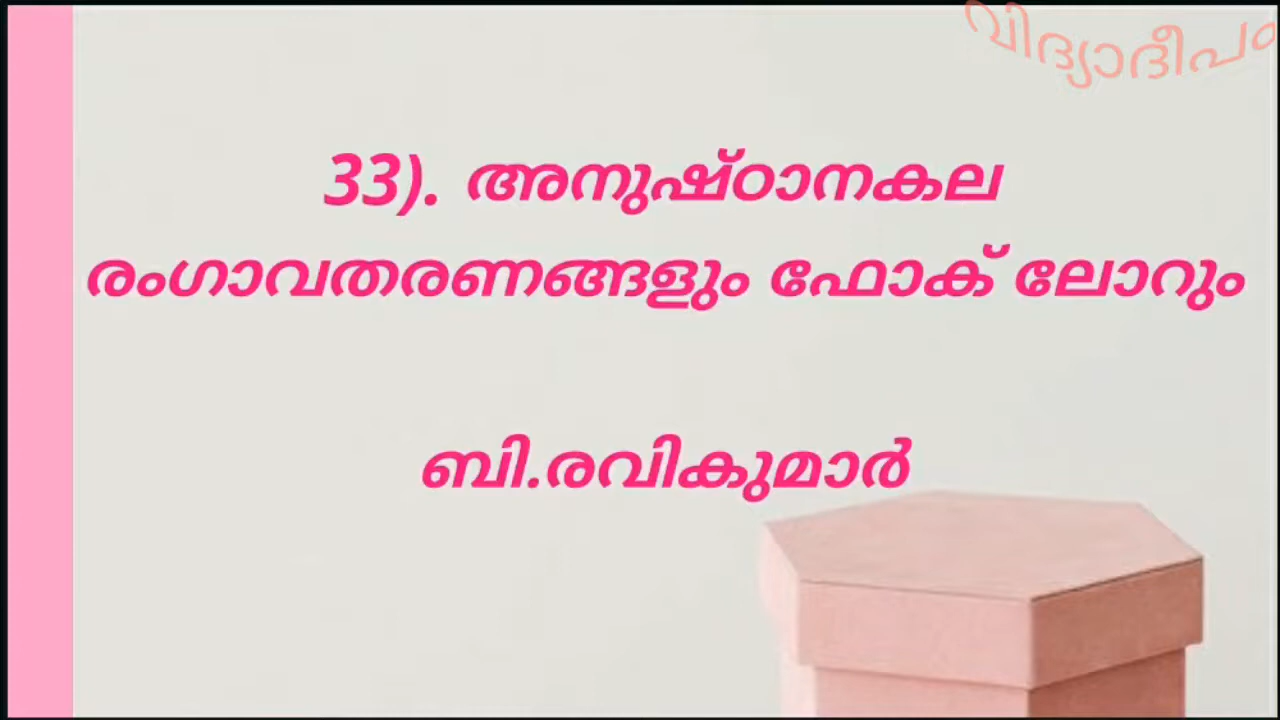 വിദ്യാദീപം
33). അനുഷ്ഠാനകല
രംഗാവതരണങ്ങളും ഫോക് ലോറും
ബി.രവികുമാർ